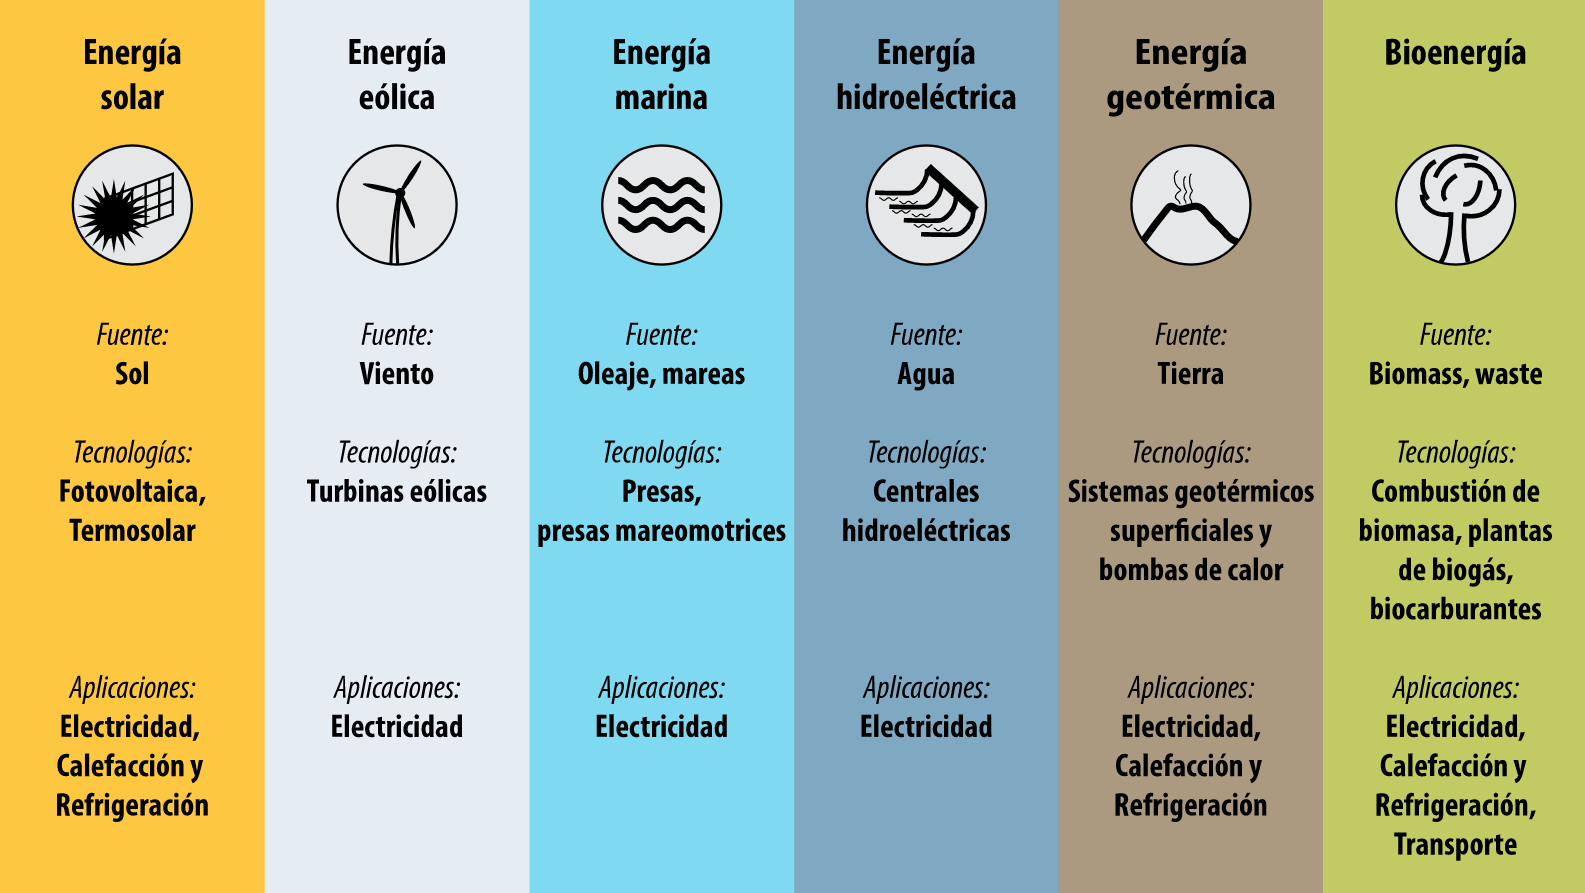 Energía
solar
Fuente:
Sol
Tecnologías:
Fotovoltaica,
Termosolar
Aplicaciones:
Electricidad,
Calefacción y
Refrigeración
Energía
eólica
Fuente:
Viento
Tecnologías:
Turbinas eólicas
Aplicaciones:
Electricidad
Energía
marina
Fuente:
Oleaje, mareas
Tecnologías:
Presas,
presas mareomotrices
Aplicaciones:
Electricidad
Energía
hidroeléctrica
Fuente:
Agua
Tecnologías:
Centrales
hidroeléctricas
Aplicaciones:
Electricidad
Energía
geotérmica
Fuente:
Tierra
Tecnologías:
Sistemas geotérmicos
superficiales y
bombas de calor
Aplicaciones:
Electricidad,
Calefacción y
Refrigeración
Bioenergía
Fuente:
Biomass, waste
Tecnologías:
Combustión de
biomasa, plantas
de biogás,
biocarburantes
Aplicaciones:
Electricidad,
Calefacción y
Refrigeración,
Transporte